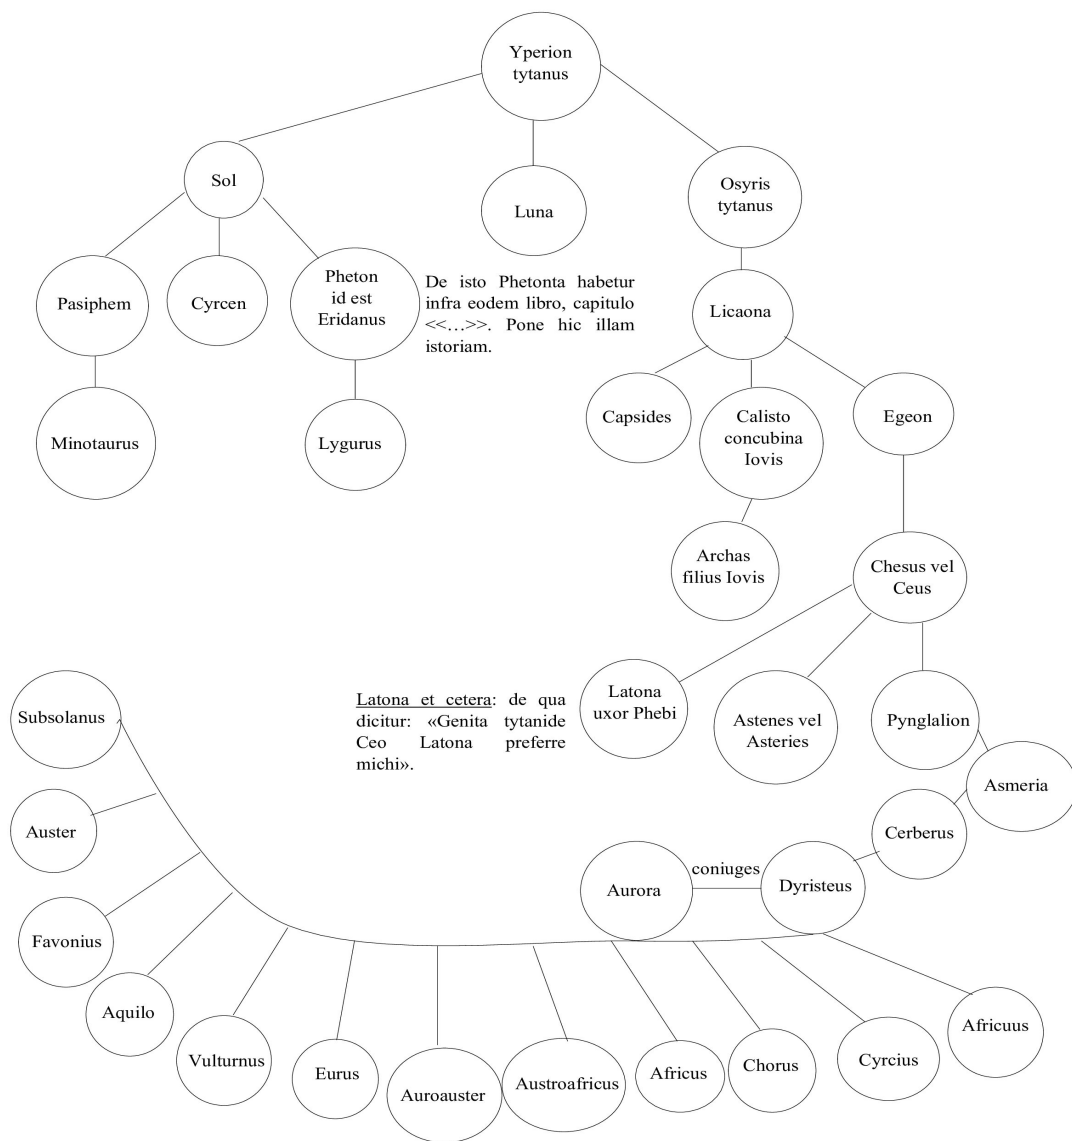 Yperion
tytanus
Sol
Luna
Osyris
tytanus
Pasiphem
Cyrcen
Pheton
id est
Eridanus
De isto Phetonta habetur
infra eodem libro, capitulo
<<...>>. Pone hic illam
istoriam.
Licaona
Minotaurus
Lygurus
Capsides
Calisto
concubina
Iovis
Egeon
Archas
filius Iovis
Chesus vel
Ceus
Latona et cetera: de qua
dicitur: «Genita tytanide
Ceo Latona preferre
michi».
Latona
uxor Phebi
Astenes vel
Asteries
Pynglalion
Asmeria
Cerberus
Dyristeus
coniuges
Aurora
Subsolanus
Auster
Favonius
Aquilo
Vulturnus
Eurus
Auroauster
Austroafricus
Africus
Chorus
Cyrcius
Africuus